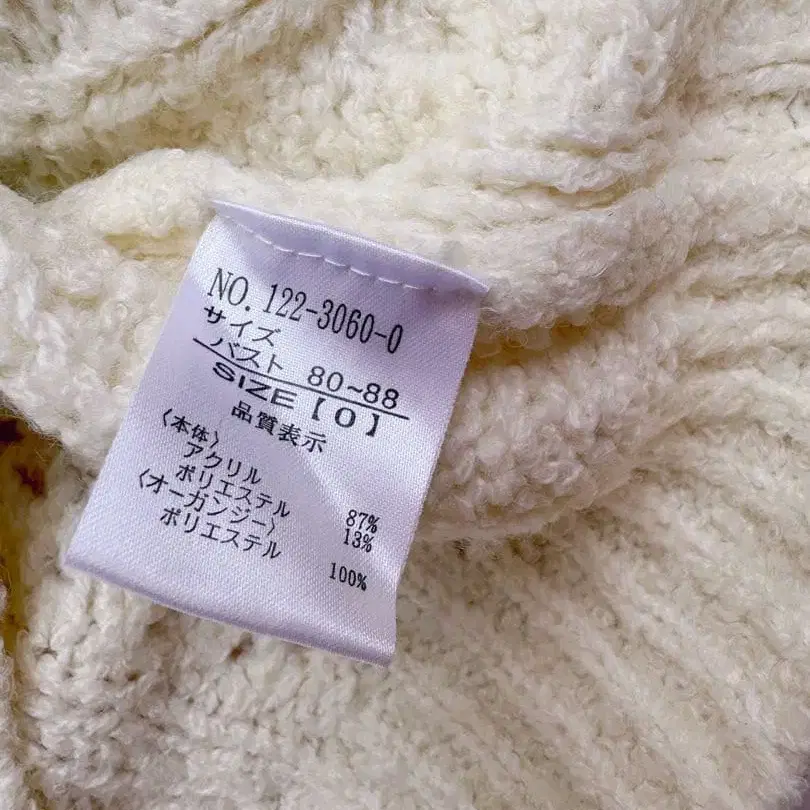 NO. 122-3060-0
サイズ
バスト 80~88
SIZE【0】
品質表示
〈本体〉
アクリル 87%
ポリエステル 13%
〈オーガンジー〉
ポリエステル 100%